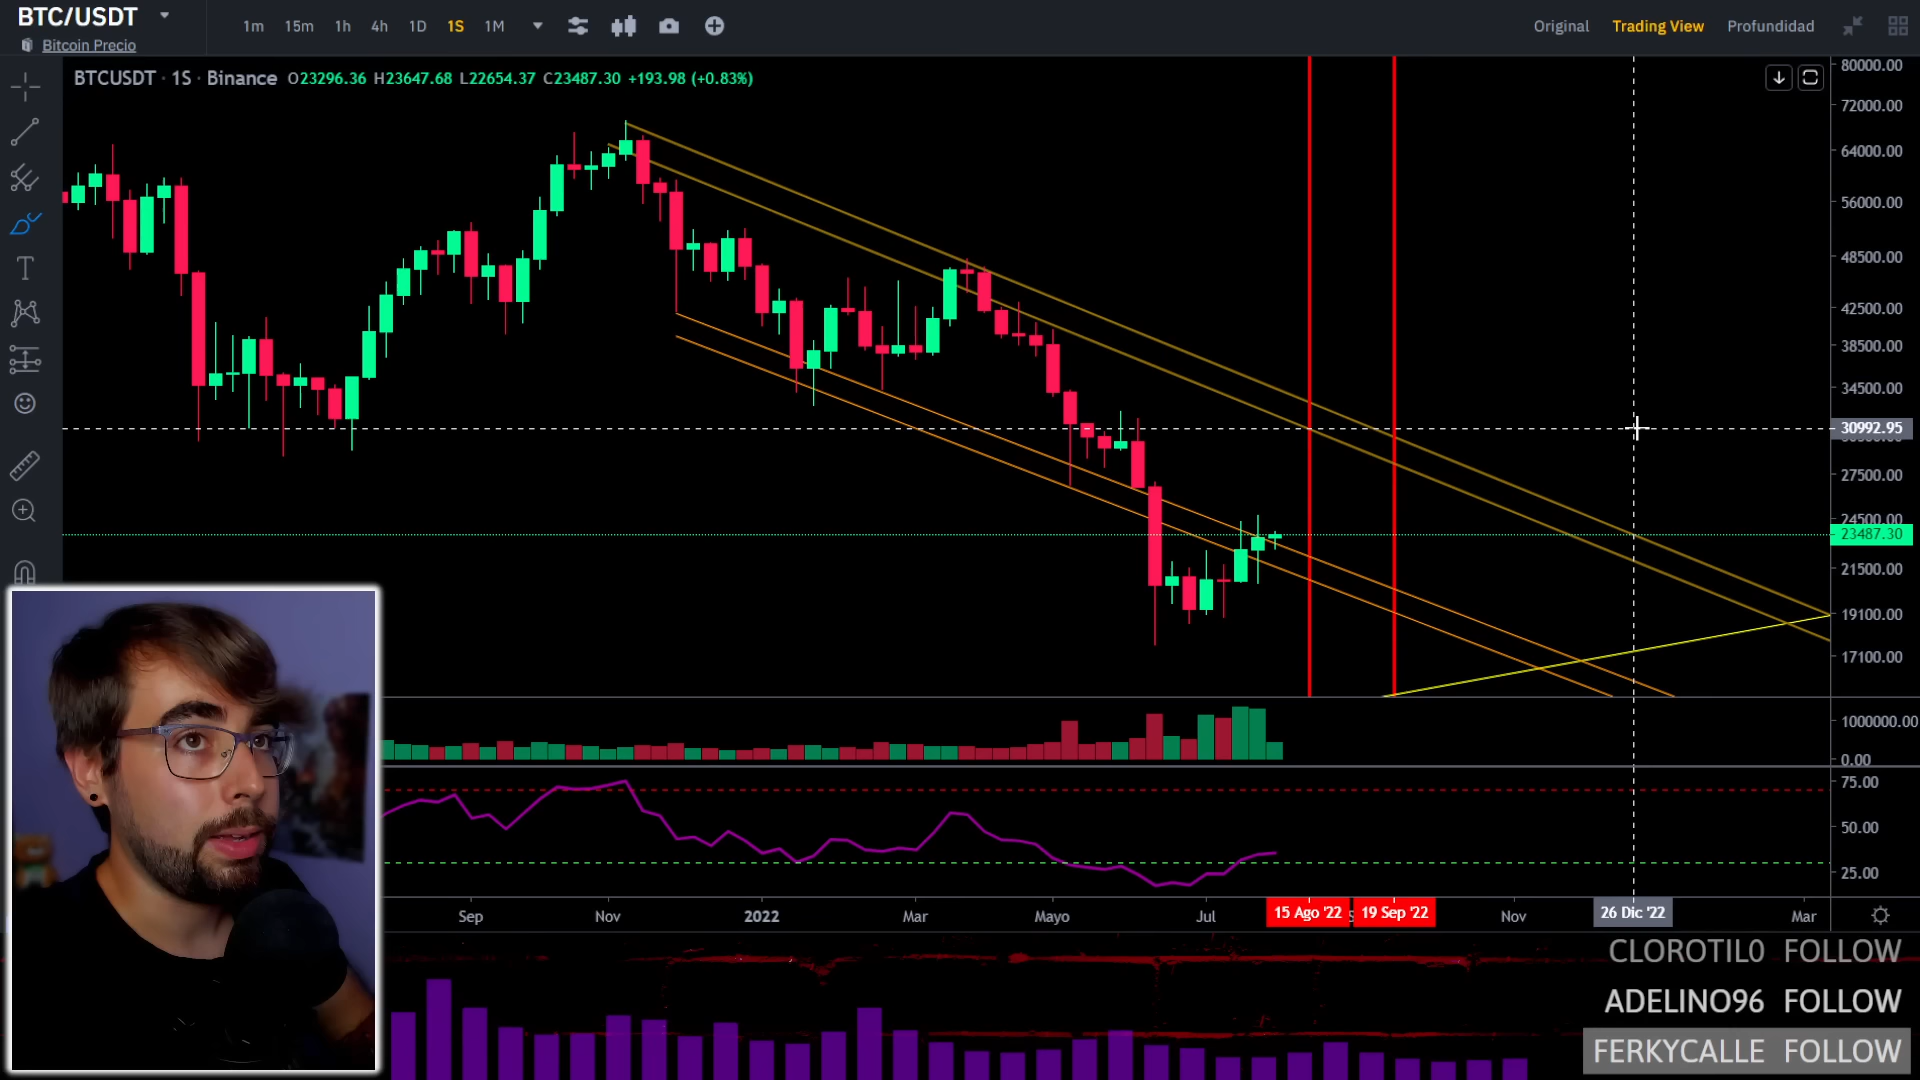 BTC/USDT
Bitcoin Precio
1m 15m 1h 4h 1D 1S 1M
Original Trading View Profundidad
BTCUSDT · 1S · Binance O23296.36 H23647.68 L22654.37 C23487.30 +193.98 (+0.83%)
80000.00
72000.00
64000.00
56000.00
48500.00
42500.00
38500.00
34500.00
30992.95
27500.00
24500.00
23487.30
21500.00
19100.00
17100.00
1000000.00
0.00
75.00
50.00
25.00
Sep Nov 2022 Mar Mayo Jul 15 Ago '22 19 Sep '22 Nov 26 Dic '22 Mar
CLOROTIL0 FOLLOW
ADELINO96 FOLLOW
FERKYCALLE FOLLOW